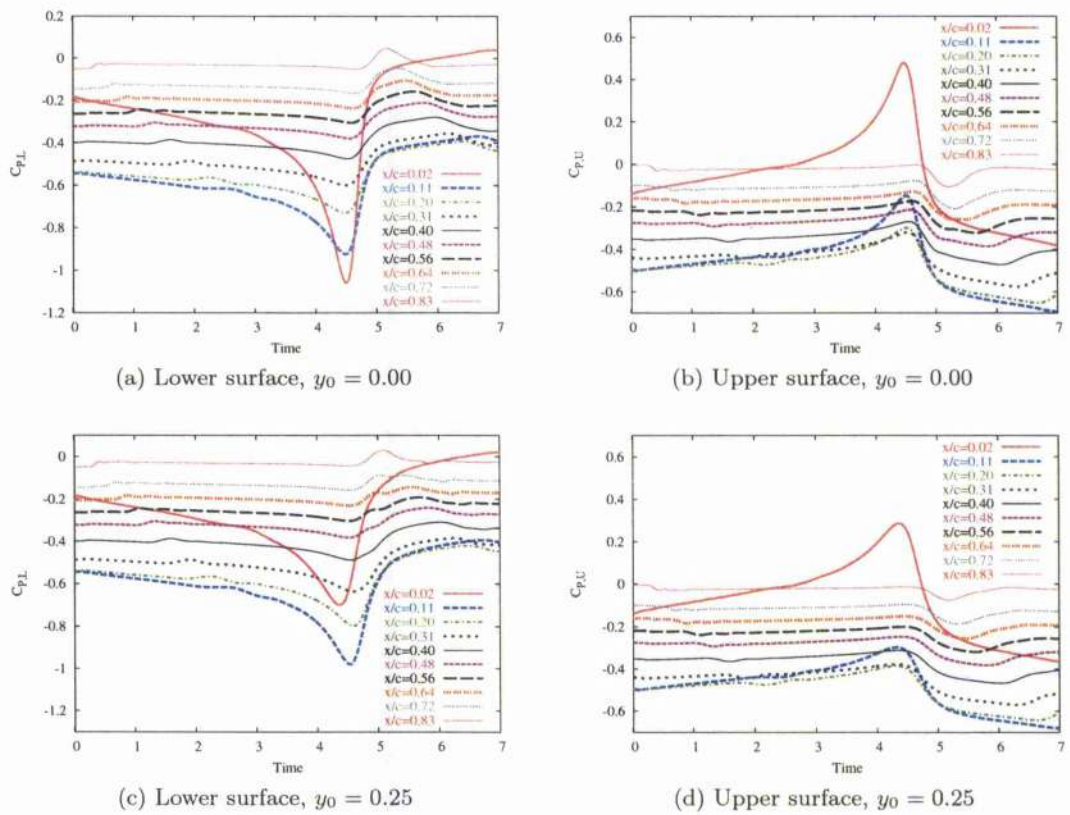 0.2
0
-0.2
-0.4
-0.6
-0.8
-1
-1.2
C_{P,L}
x/c=0.02
x/c=0.11
x/c=0.20
x/c=0.31
x/c=0.40
x/c=0.48
x/c=0.56
x/c=0.64
x/c=0.72
x/c=0.83
0 1 2 3 4 5 6 7
Time
(a) Lower surface, y_0 = 0.00
0.6
0.4
0.2
0
-0.2
-0.4
-0.6
C_{P,U}
x/c=0.02
x/c=0.11
x/c=0.20
x/c=0.31
x/c=0.40
x/c=0.48
x/c=0.56
x/c=0.64
x/c=0.72
x/c=0.83
0 1 2 3 4 5 6 7
Time
(b) Upper surface, y_0 = 0.00
0
-0.2
-0.4
-0.6
-0.8
-1
-1.2
C_{P,L}
x/c=0.02
x/c=0.11
x/c=0.20
x/c=0.31
x/c=0.40
x/c=0.48
x/c=0.56
x/c=0.64
x/c=0.72
x/c=0.83
0 1 2 3 4 5 6 7
Time
(c) Lower surface, y_0 = 0.25
0.6
0.4
0.2
0
-0.2
-0.4
-0.6
C_{P,U}
x/c=0.02
x/c=0.11
x/c=0.20
x/c=0.31
x/c=0.40
x/c=0.48
x/c=0.56
x/c=0.64
x/c=0.72
x/c=0.83
0 1 2 3 4 5 6 7
Time
(d) Upper surface, y_0 = 0.25